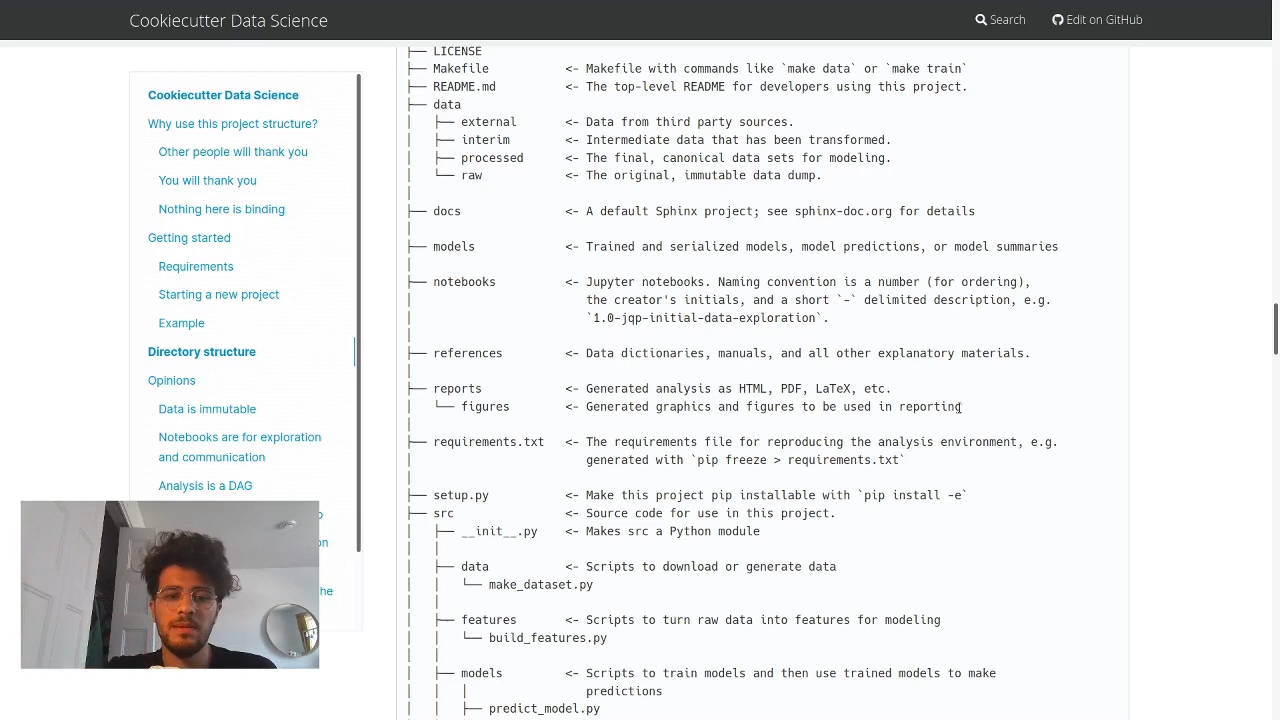 Cookiecutter Data Science
Search
Edit on GitHub
Cookiecutter Data Science
Why use this project structure?
Other people will thank you
You will thank you
Nothing here is binding
Getting started
Requirements
Starting a new project
Example
Directory structure
Opinions
Data is immutable
Notebooks are for exploration
and communication
Analysis is a DAG
├── LICENSE
├── Makefile <- Makefile with commands like `make data` or `make train`
├── README.md <- The top-level README for developers using this project.
├── data
│ ├── external <- Data from third party sources.
│ ├── interim <- Intermediate data that has been transformed.
│ ├── processed <- The final, canonical data sets for modeling.
│ └── raw <- The original, immutable data dump.
│
├── docs <- A default Sphinx project; see sphinx-doc.org for details
│
├── models <- Trained and serialized models, model predictions, or model summaries
│
├── notebooks <- Jupyter notebooks. Naming convention is a number (for ordering),
│ the creator's initials, and a short `-` delimited description, e.g.
│ `1.0-jqp-initial-data-exploration`.
│
├── references <- Data dictionaries, manuals, and all other explanatory materials.
│
├── reports <- Generated analysis as HTML, PDF, LaTeX, etc.
│ └── figures <- Generated graphics and figures to be used in reporting
│
├── requirements.txt <- The requirements file for reproducing the analysis environment, e.g.
│ generated with `pip freeze > requirements.txt`
│
├── setup.py <- Make this project pip installable with `pip install -e`
├── src <- Source code for use in this project.
│ ├── __init__.py <- Makes src a Python module
│ │
│ ├── data <- Scripts to download or generate data
│ │ └── make_dataset.py
│ │
│ ├── features <- Scripts to turn raw data into features for modeling
│ │ └── build_features.py
│ │
│ ├── models <- Scripts to train models and then use trained models to make
│ │ │ predictions
│ │ ├── predict_model.py